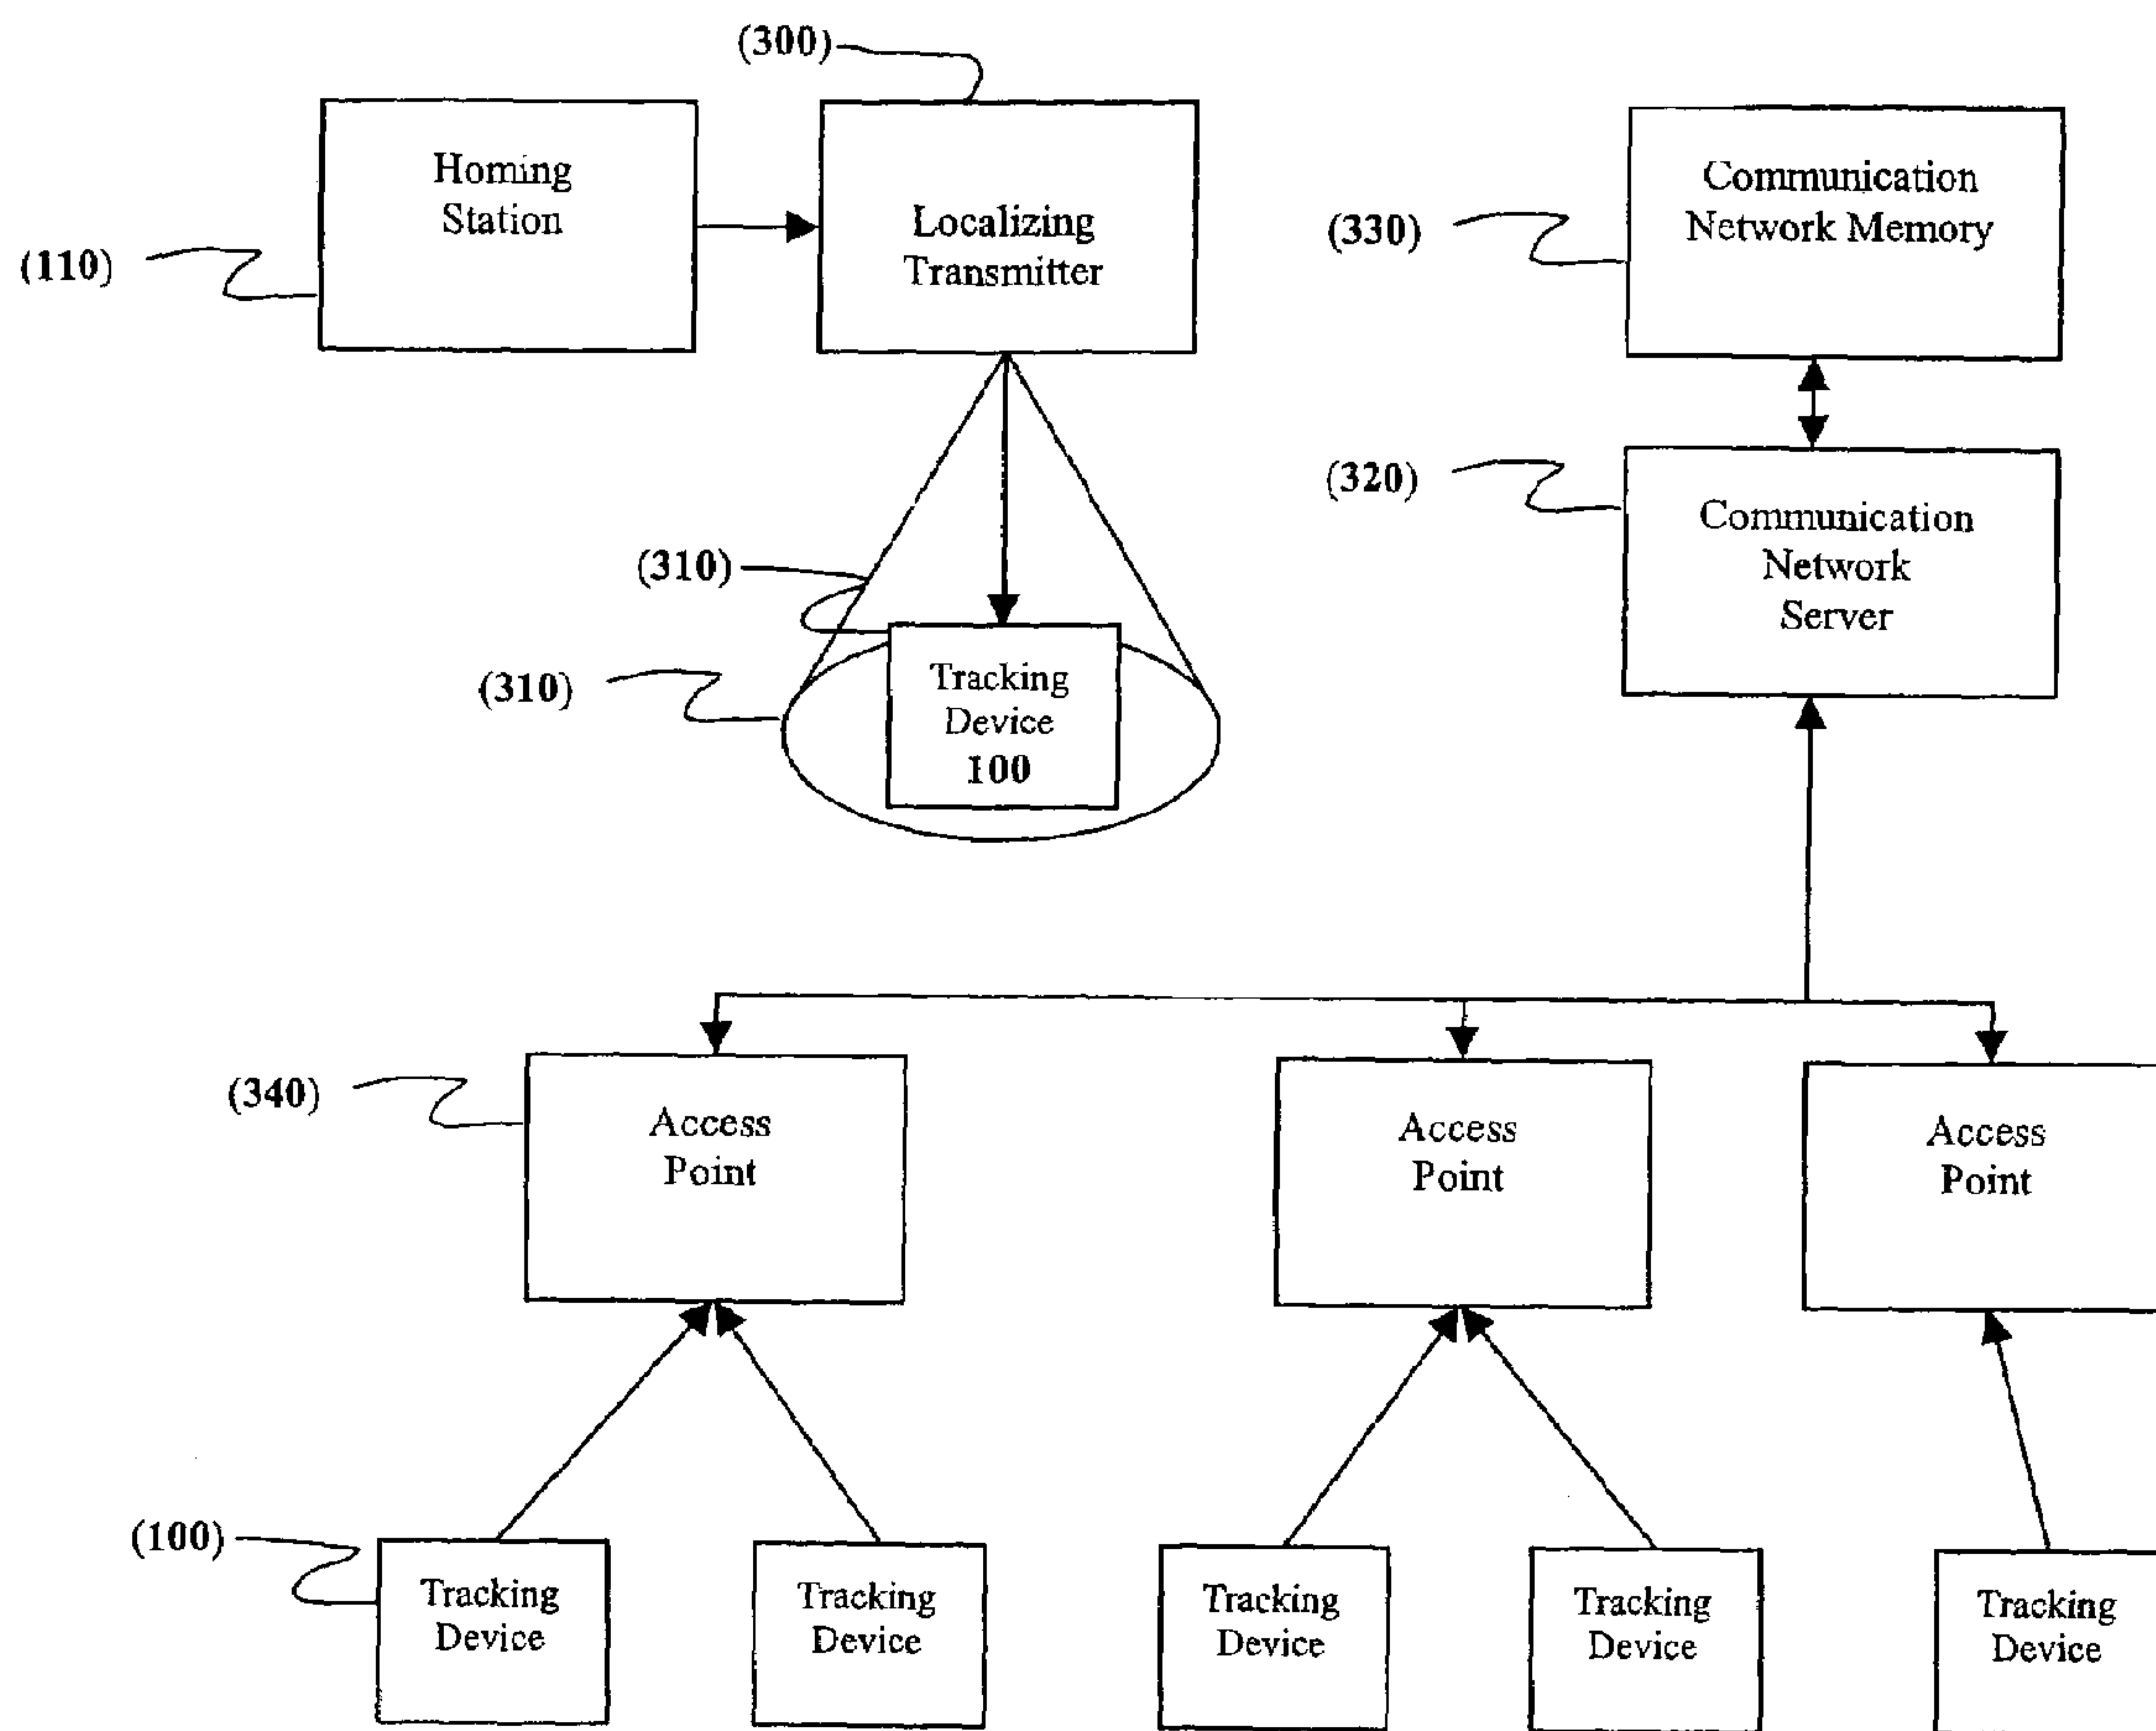 (300)
Homing
Station
Localizing
Transmitter
(110)
Communication
Network Memory
(330)
(320)
Communication
Network
Server
(310)
(310)
Tracking
Device
100
(340)
Access
Point
Access
Point
Access
Point
(100)
Tracking
Device
Tracking
Device
Tracking
Device
Tracking
Device
Tracking
Device